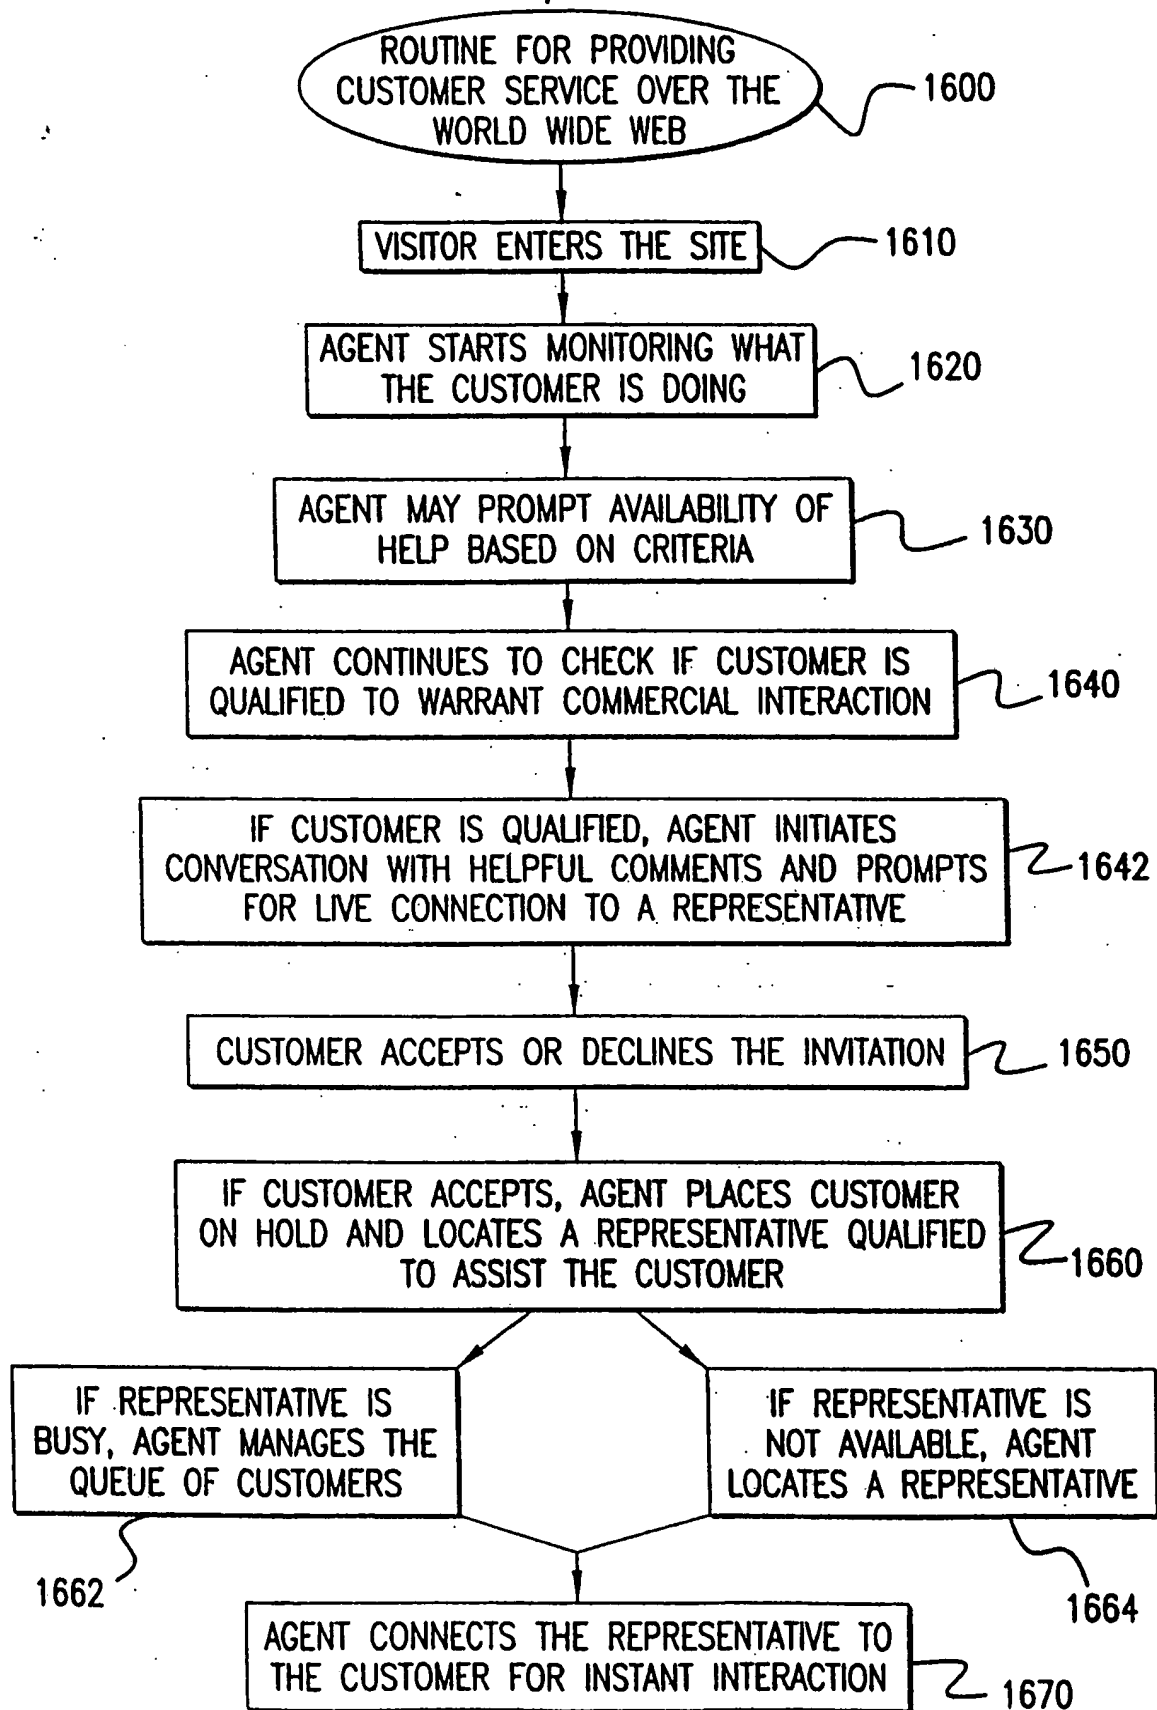 ROUTINE FOR PROVIDING
CUSTOMER SERVICE OVER THE
WORLD WIDE WEB
1600
VISITOR ENTERS THE SITE
1610
AGENT STARTS MONITORING WHAT
THE CUSTOMER IS DOING
1620
AGENT MAY PROMPT AVAILABILITY OF
HELP BASED ON CRITERIA
1630
AGENT CONTINUES TO CHECK IF CUSTOMER IS
QUALIFIED TO WARRANT COMMERCIAL INTERACTION
1640
IF CUSTOMER IS QUALIFIED, AGENT INITIATES
CONVERSATION WITH HELPFUL COMMENTS AND PROMPTS
FOR LIVE CONNECTION TO A REPRESENTATIVE
1642
CUSTOMER ACCEPTS OR DECLINES THE INVITATION
1650
IF CUSTOMER ACCEPTS, AGENT PLACES CUSTOMER
ON HOLD AND LOCATES A REPRESENTATIVE QUALIFIED
TO ASSIST THE CUSTOMER
1660
IF REPRESENTATIVE IS
BUSY, AGENT MANAGES THE
QUEUE OF CUSTOMERS
1662
IF REPRESENTATIVE IS
NOT AVAILABLE, AGENT
LOCATES A REPRESENTATIVE
1664
AGENT CONNECTS THE REPRESENTATIVE TO
THE CUSTOMER FOR INSTANT INTERACTION
1670